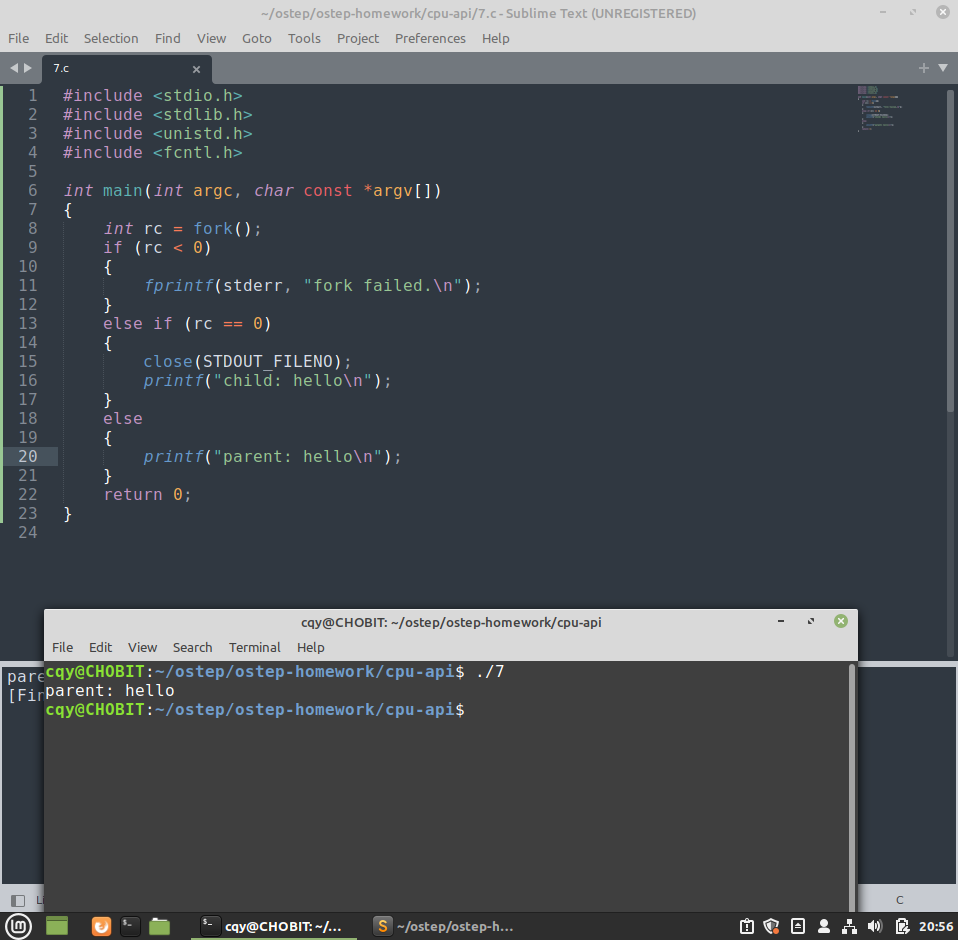 ~/ostep/ostep-homework/cpu-api/7.c - Sublime Text (UNREGISTERED)
File Edit Selection Find View Goto Tools Project Preferences Help
7.c
1 #include <stdio.h>
2 #include <stdlib.h>
3 #include <unistd.h>
4 #include <fcntl.h>
5
6 int main(int argc, char const *argv[])
7 {
8     int rc = fork();
9     if (rc < 0)
10     {
11         fprintf(stderr, "fork failed.\n");
12     }
13     else if (rc == 0)
14     {
15         close(STDOUT_FILENO);
16         printf("child: hello\n");
17     }
18     else
19     {
20         printf("parent: hello\n");
21     }
22     return 0;
23 }
24
cqy@CHOBIT: ~/ostep/ostep-homework/cpu-api
File Edit View Search Terminal Help
pare
[Fin
cqy@CHOBIT:~/ostep/ostep-homework/cpu-api$ ./7
parent: hello
cqy@CHOBIT:~/ostep/ostep-homework/cpu-api$
C
cqy@CHOBIT: ~/...
~/ostep/ostep-h...
20:56